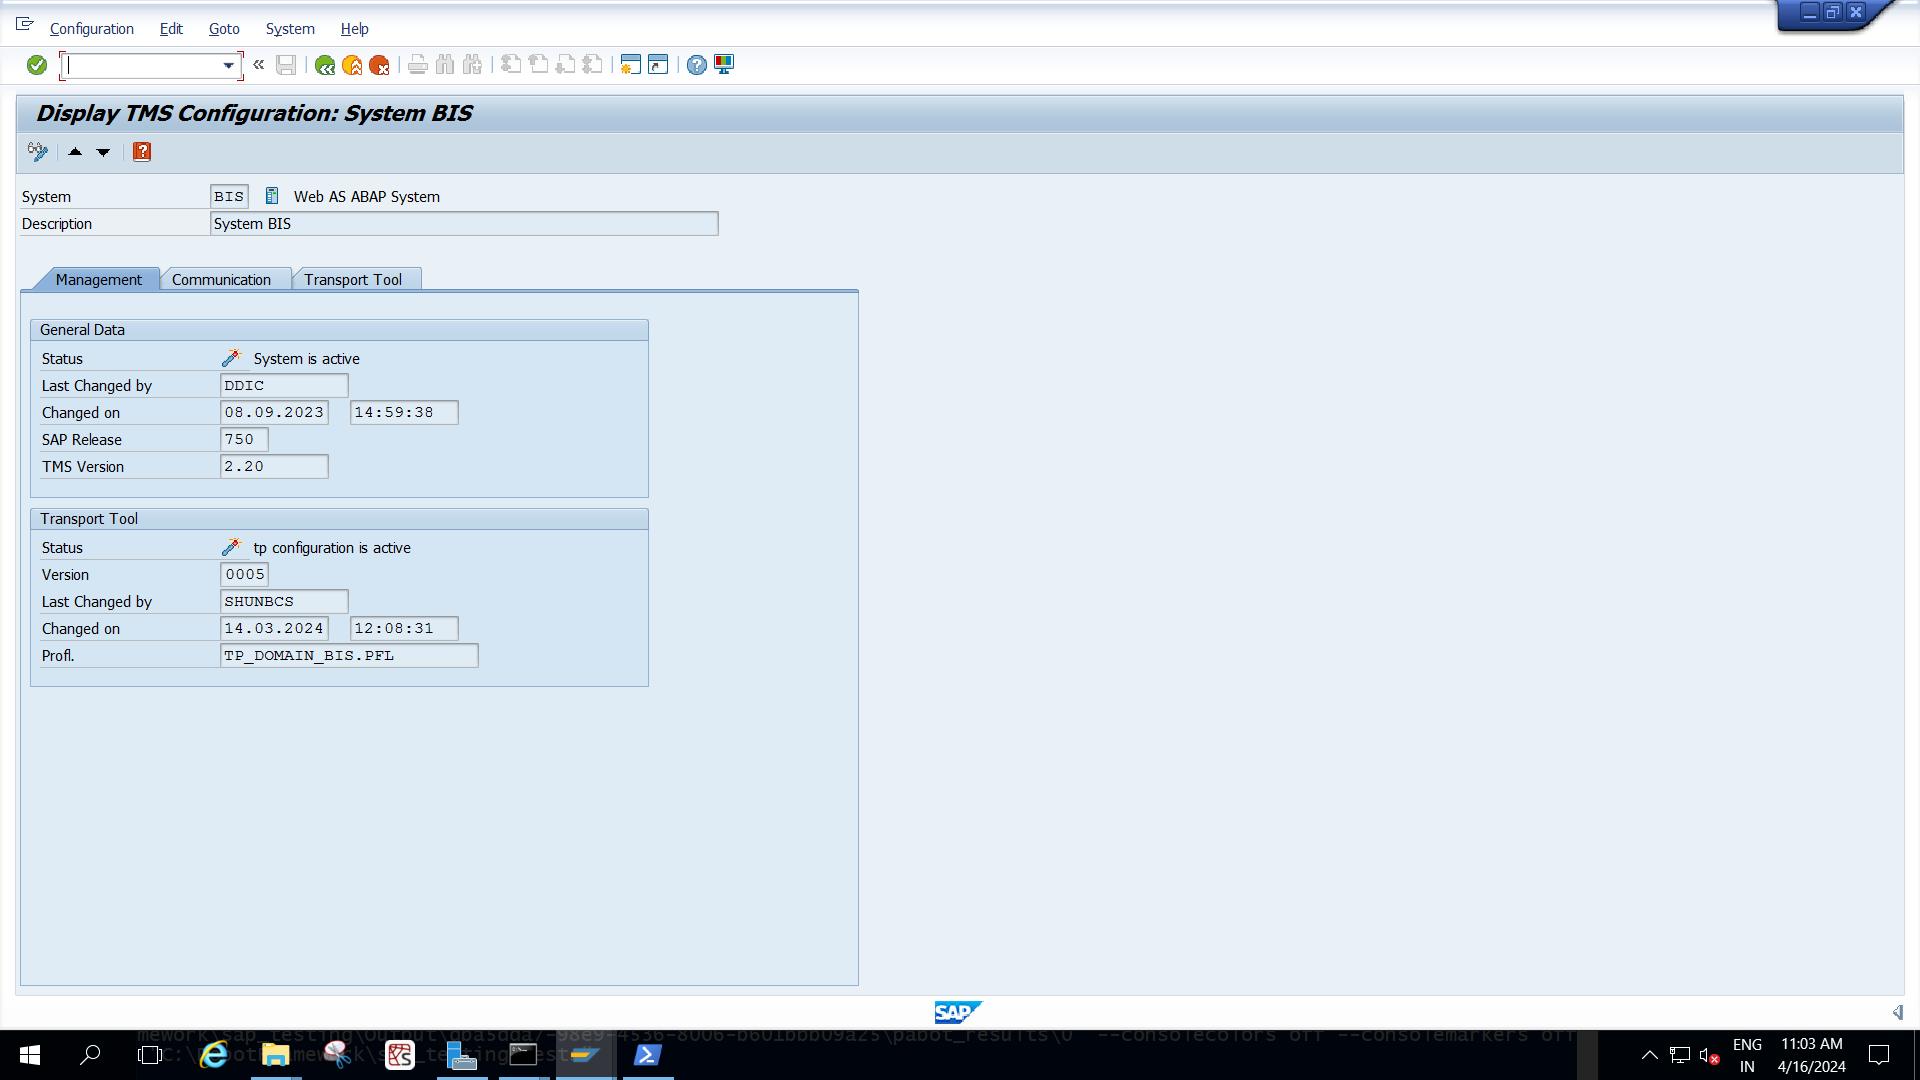 Configuration Edit Goto System Help
Display TMS Configuration: System BIS
System BIS Web AS ABAP System
Description System BIS
Management Communication Transport Tool
General Data
Status System is active
Last Changed by DDIC
Changed on 08.09.2023 14:59:38
SAP Release 750
TMS Version 2.20
Transport Tool
Status tp configuration is active
Version 0005
Last Changed by SHUNBCS
Changed on 14.03.2024 12:08:31
Profl. TP_DOMAIN_BIS.PFL
SAP
--consolecolors off --consolemarkers off
ENG 11:03 AM
IN 4/16/2024